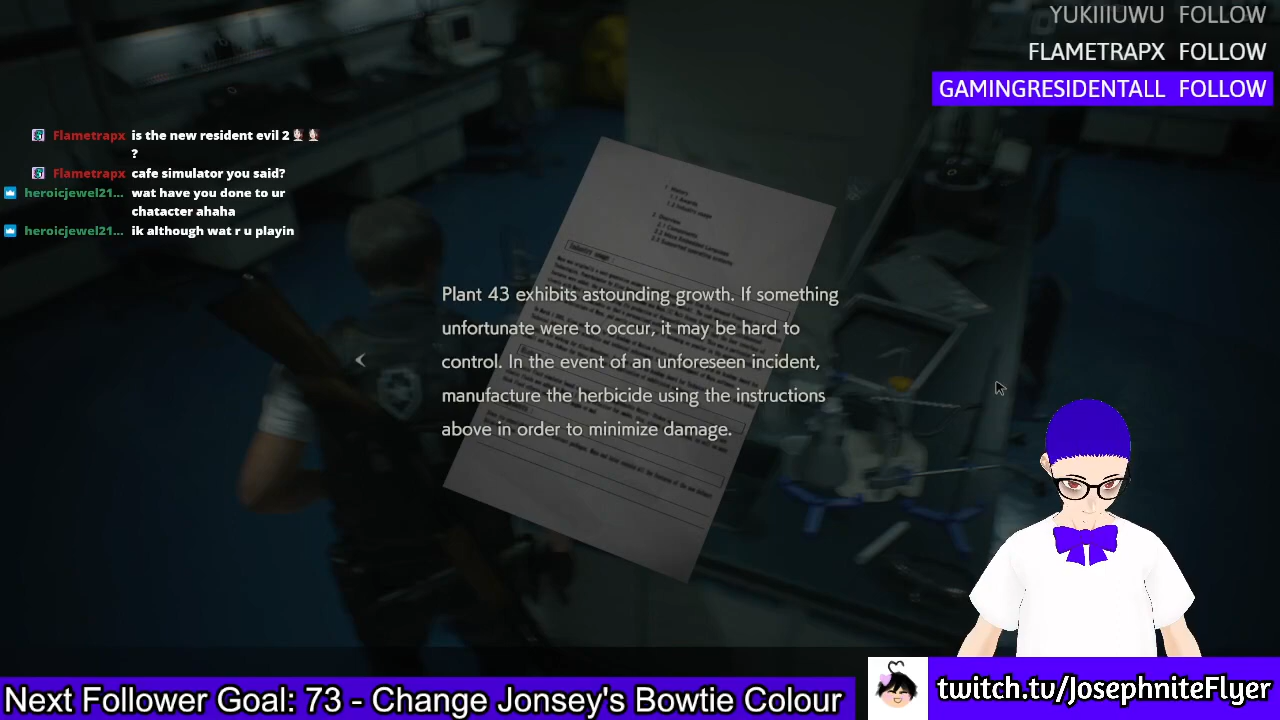 YUKIIIUWU FOLLOW
FLAMETRAPX FOLLOW
GAMINGRESIDENTALL FOLLOW
Flametrapx is the new resident evil 2
?
Flametrapx cafe simulator you said?
heroicjewel21... wat have you done to ur
chatacter ahaha
heroicjewel21... ik although wat r u playin
Industry usage
Plant 43 exhibits astounding growth. If something
unfortunate were to occur, it may be hard to
control. In the event of an unforeseen incident,
manufacture the herbicide using the instructions
above in order to minimize damage.
Next Follower Goal: 73 - Change Jonsey's Bowtie Colour
twitch.tv/JosephniteFlyer